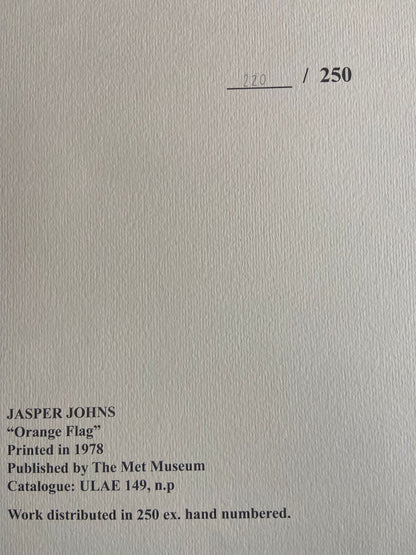 220 / 250
JASPER JOHNS
“Orange Flag”
Printed in 1978
Published by The Met Museum
Catalogue: ULAE 149, n.p
Work distributed in 250 ex. hand numbered.